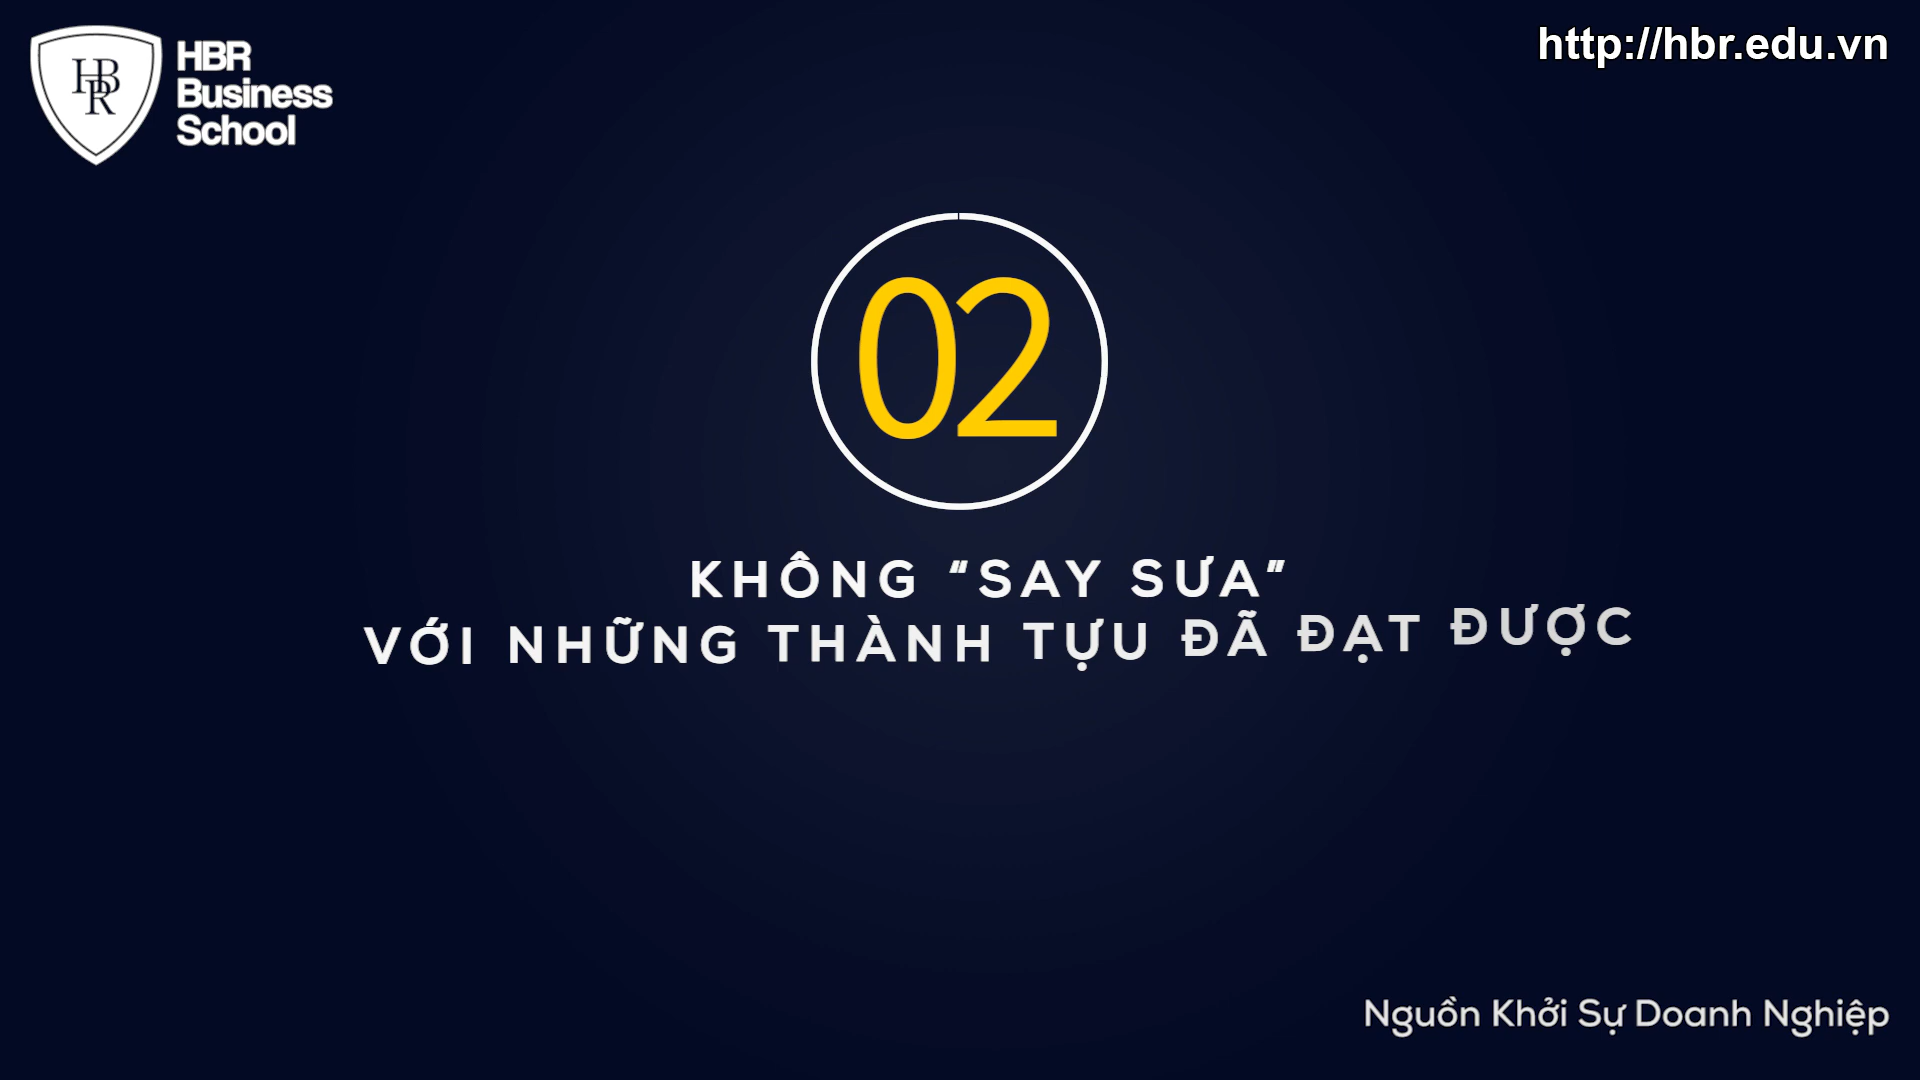 HBR
Business
School
HBR
http://hbr.edu.vn
02
KHÔNG “SAY SƯA”
VỚI NHỮNG THÀNH TỰU ĐÃ ĐẠT ĐƯỢC
Nguồn Khởi Sự Doanh Nghiệp